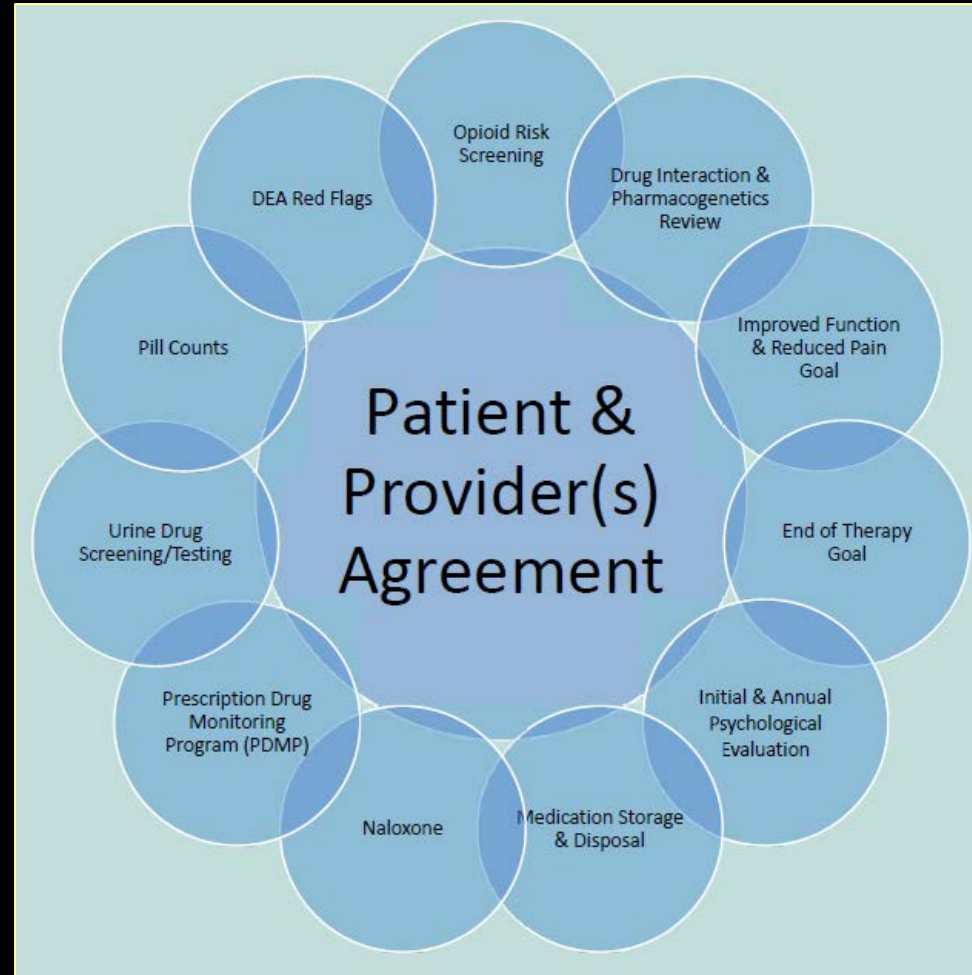 Opioid Risk
Screening
Drug Interaction &
Pharmacogenetics
Review
Improved Function
& Reduced Pain
Goal
End of Therapy
Goal
Initial & Annual
Psychological
Evaluation
Medication Storage
& Disposal
Naloxone
Prescription Drug
Monitoring
Program (PDMP)
Urine Drug
Screening/Testing
Pill Counts
DEA Red Flags
Patient &
Provider(s)
Agreement